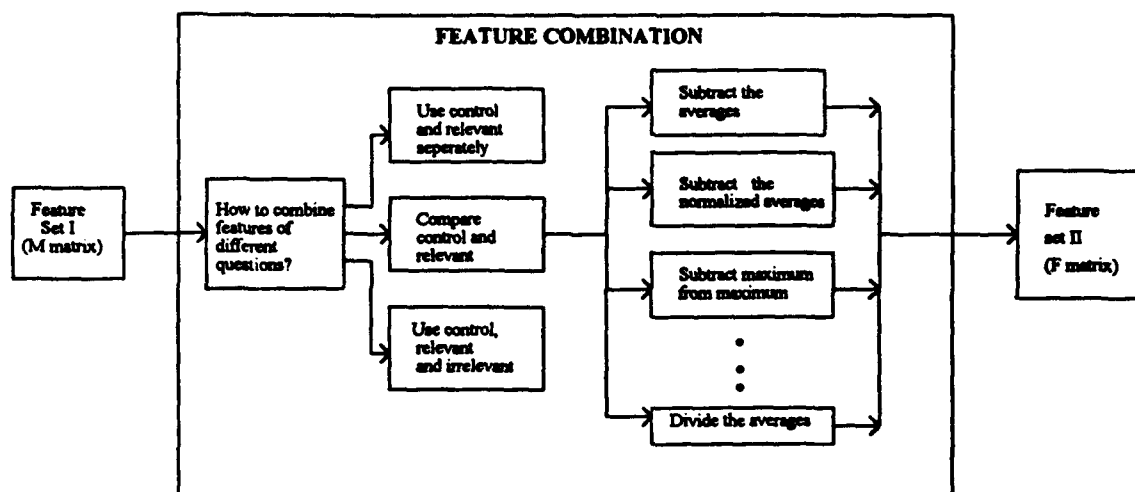 FEATURE COMBINATION
Feature
Set I
(M matrix)
How to combine
features of
different
questions?
Use control
and relevant
seperately
Compare
control and
relevant
Use control,
relevant
and irrelevant
Subtract the
averages
Subtract the
normalized averages
Subtract maximum
from maximum
Divide the averages
Feature
set II
(F matrix)